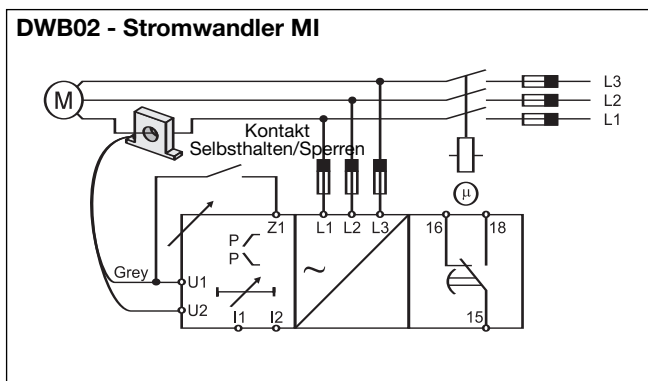 DWB02 - Stromwandler MI
L3
M
L2
L1
Kontakt
Selbsthalten/Sperren
µ
Z1
L1 L2 L3
16
18
P
P
~
Grey
U1
U2
I1
I2
15